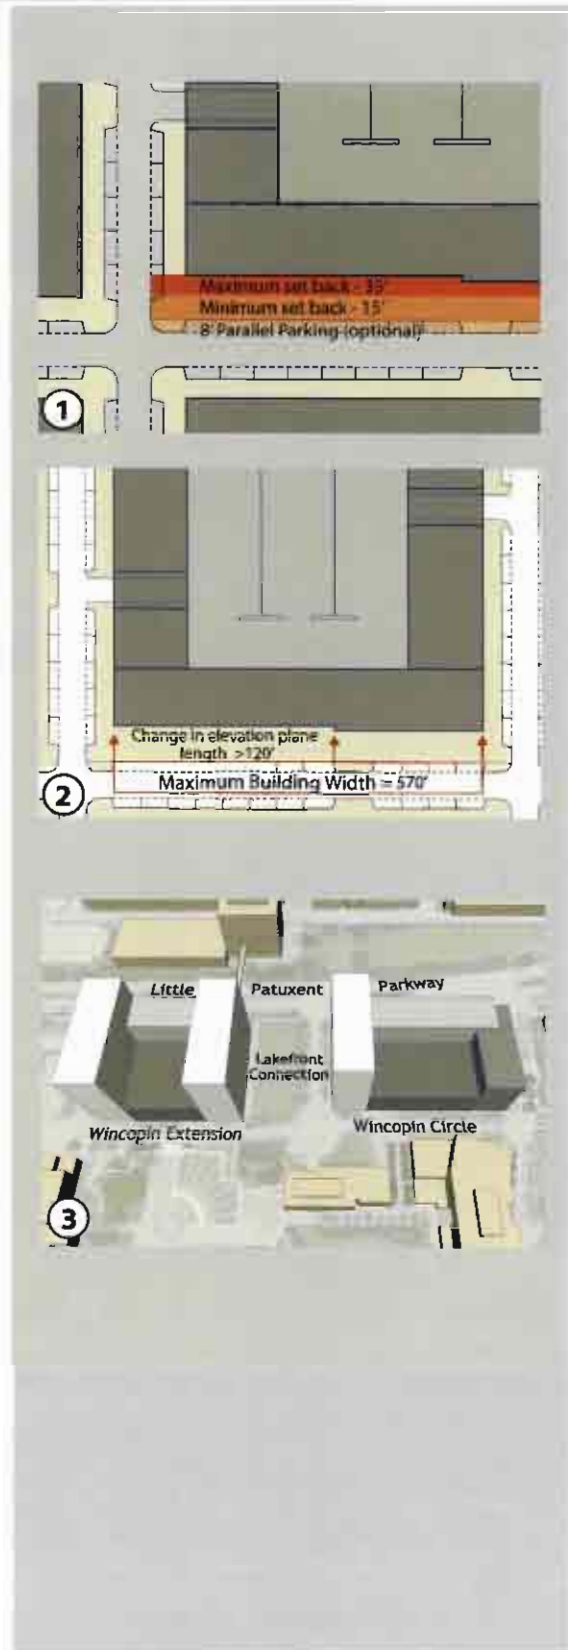 Maximum set back - 35'
Minimum set back - 15'
8' Parallel Parking (optional)
1
Change in elevation plane
length >120'
Maximum Building Width = 570'
2
Little Patuxent Parkway
Lakefront
Connection
Wincopin Extension
Wincopin Circle
3